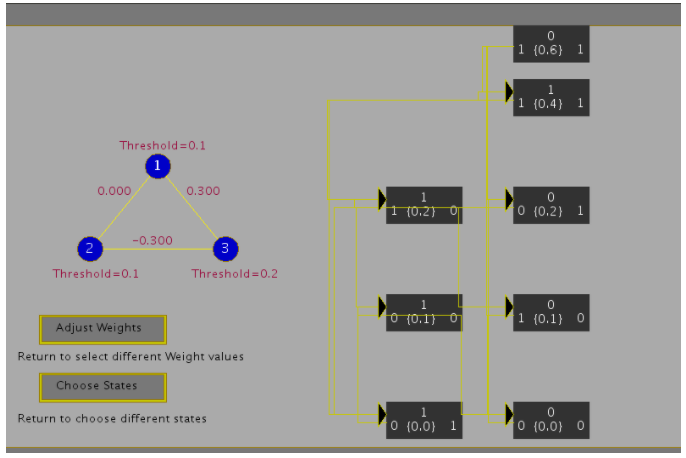 0
1 {0.6} 1
1
1 {0.4} 1
Threshold=0.1
1
0.000 0.300
2 -0.300 3
Threshold=0.1 Threshold=0.2
1
1 {0.2} 0
0
0 {0.2} 1
1
0 {0.1} 0
0
1 {0.1} 0
1
0 {0.0} 1
0
0 {0.0} 0
Adjust Weights
Return to select different Weight values
Choose States
Return to choose different states